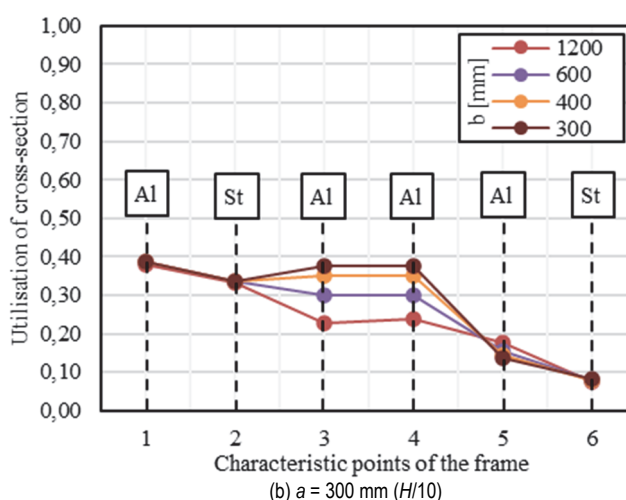 1,00
0,90
0,80
0,70
0,60
0,50
0,40
0,30
0,20
0,10
0,00
Utilisation of cross-section
b [mm]
1200
600
400
300
Al
St
Al
Al
Al
St
1 2 3 4 5 6
Characteristic points of the frame
(b) a = 300 mm (H/10)